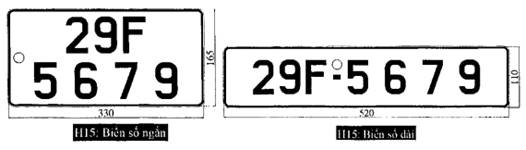 29F
5 6 7 9
165
330
H15: Biển số ngắn
29F-5 6 7 9
110
520
H15: Biển số dài